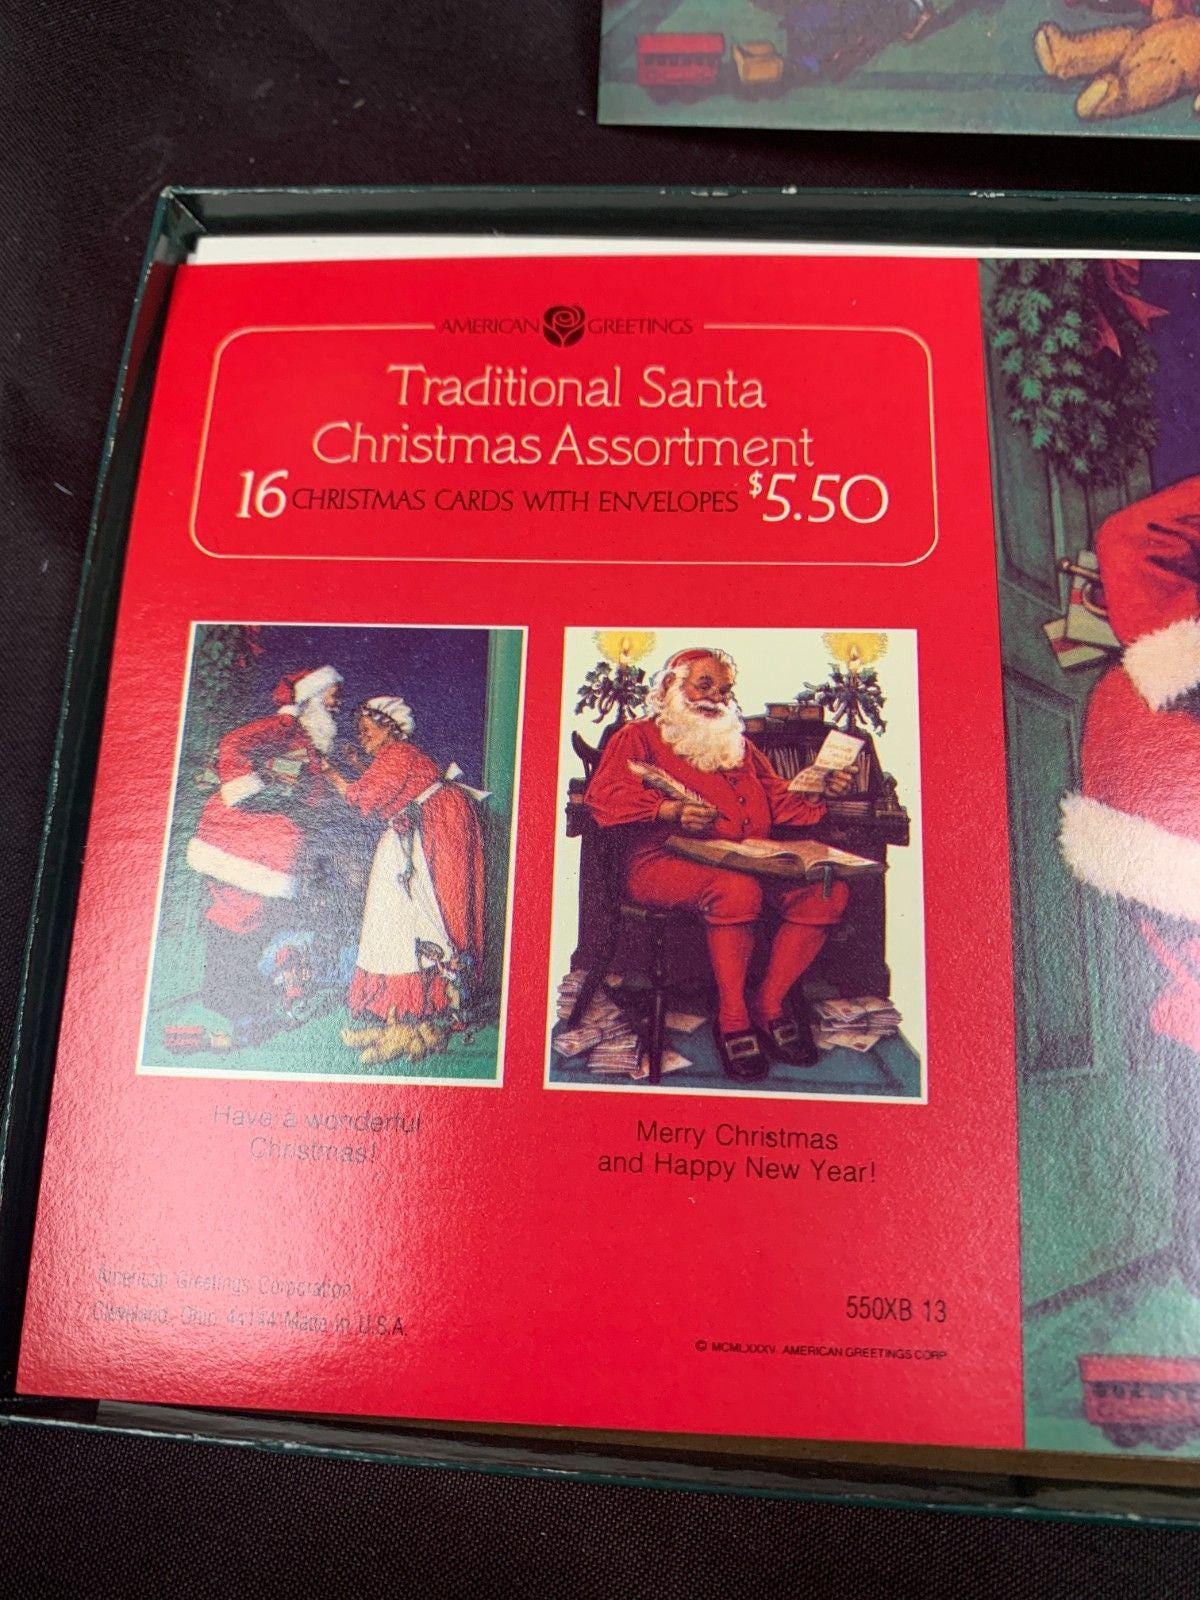 AMERICAN GREETINGS
Traditional Santa
Christmas Assortment
16 CHRISTMAS CARDS WITH ENVELOPES $5.50
Have a wonderful
Christmas!
Merry Christmas
and Happy New Year!
American Greetings Corporation
Cleveland, Ohio 44144 Made in U.S.A.
550XB 13
© MCMLXXXV AMERICAN GREETINGS CORP